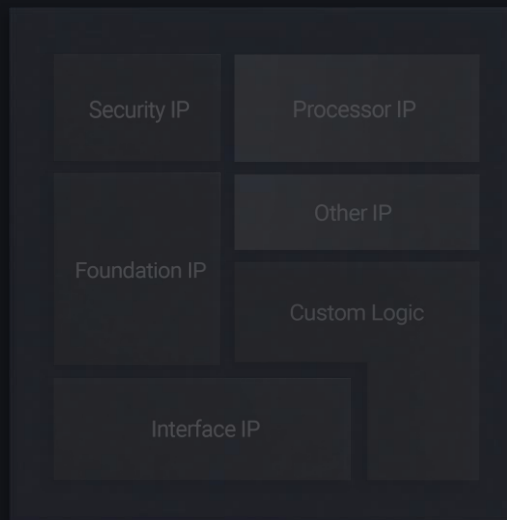 Security IP
Processor IP
Other IP
Foundation IP
Custom Logic
Interface IP